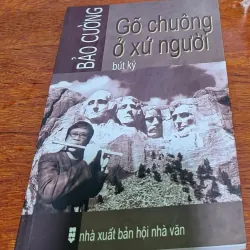 BẢO CƯỜNG
Gõ chuông
ở xứ người
bút ký
nhà xuất bản hội nhà văn